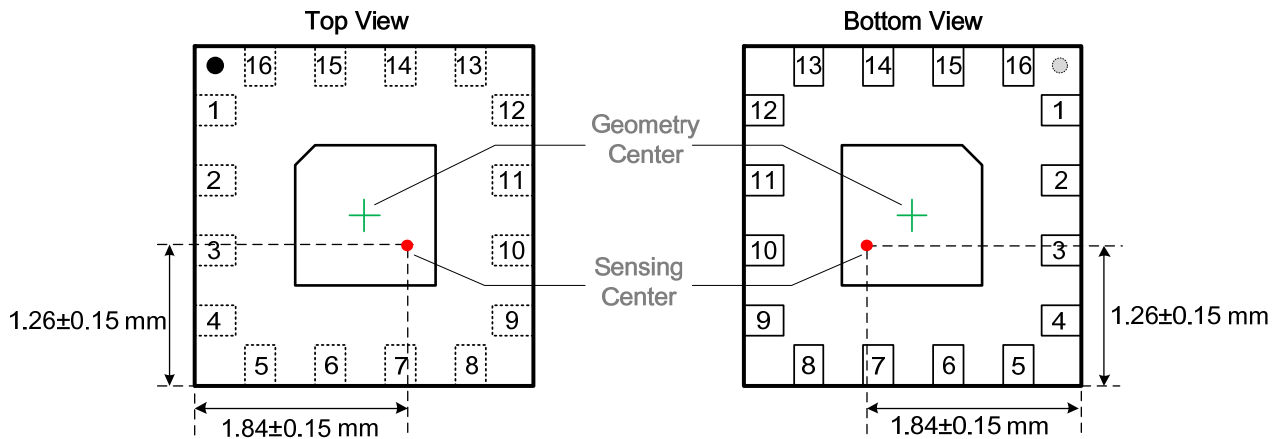 Top View
16 15 14 13
1
2
3
4
5 6 7 8
12
11
10
9
1.26±0.15 mm
1.84±0.15 mm
Geometry
Center
Sensing
Center
Bottom View
13 14 15 16
12
11
10
9
8 7 6 5
1
2
3
4
1.26±0.15 mm
1.84±0.15 mm